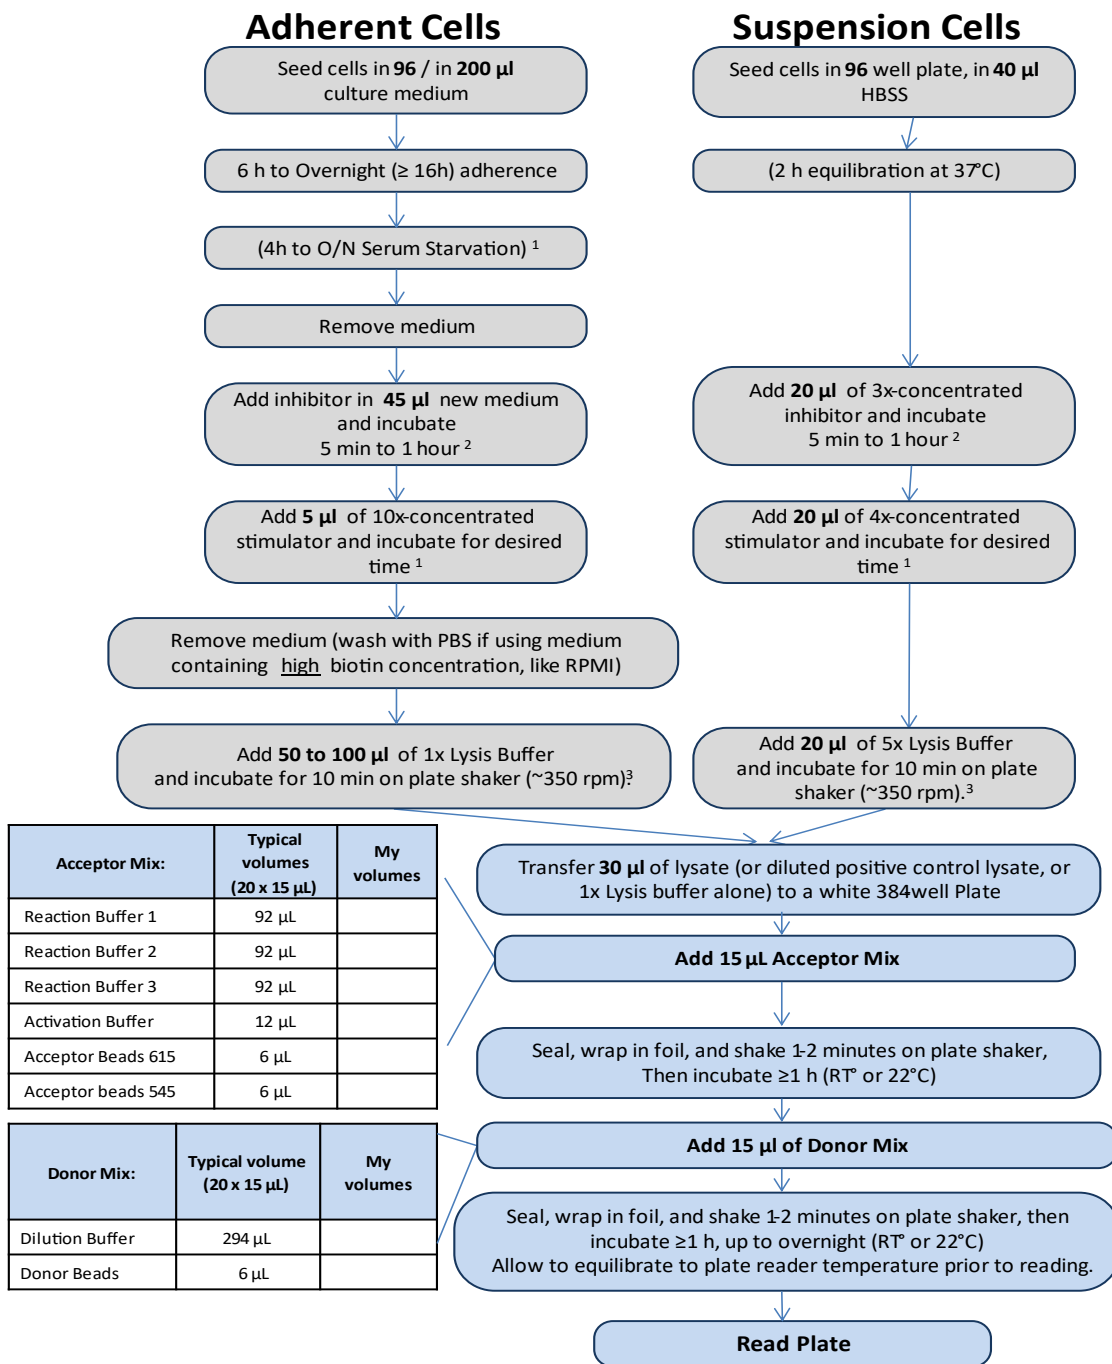 Adherent Cells
Seed cells in 96 / in 200 µl
culture medium
6 h to Overnight (≥ 16h) adherence
(4h to O/N Serum Starvation) ¹
Remove medium
Add inhibitor in 45 µl new medium
and incubate
5 min to 1 hour ²
Add 5 µl of 10x-concentrated
stimulator and incubate for desired
time ¹
Remove medium (wash with PBS if using medium
containing high biotin concentration, like RPMI)
Add 50 to 100 µl of 1x Lysis Buffer
and incubate for 10 min on plate shaker (~350 rpm).³
Suspension Cells
Seed cells in 96 well plate, in 40 µl
HBSS
(2 h equilibration at 37°C)
Add 20 µl of 3x-concentrated
inhibitor and incubate
5 min to 1 hour ²
Add 20 µl of 4x-concentrated
stimulator and incubate for desired
time ¹
Add 20 µl of 5x Lysis Buffer
and incubate for 10 min on plate
shaker (~350 rpm).³
Transfer 30 µl of lysate (or diluted positive control lysate, or
1x Lysis buffer alone) to a white 384well Plate
Add 15 µL Acceptor Mix
Seal, wrap in foil, and shake 1-2 minutes on plate shaker,
Then incubate ≥1 h (RT° or 22°C)
Add 15 µl of Donor Mix
Seal, wrap in foil, and shake 1-2 minutes on plate shaker, then
incubate ≥1 h, up to overnight (RT° or 22°C)
Allow to equilibrate to plate reader temperature prior to reading.
Read Plate
Acceptor Mix:
Typical
volumes
(20 x 15 µL)
My
volumes
Reaction Buffer 1 92 µL
Reaction Buffer 2 92 µL
Reaction Buffer 3 92 µL
Activation Buffer 12 µL
Acceptor Beads 615 6 µL
Acceptor beads 545 6 µL
Donor Mix:
Typical volume
(20 x 15 µL)
My
volumes
Dilution Buffer 294 µL
Donor Beads 6 µL